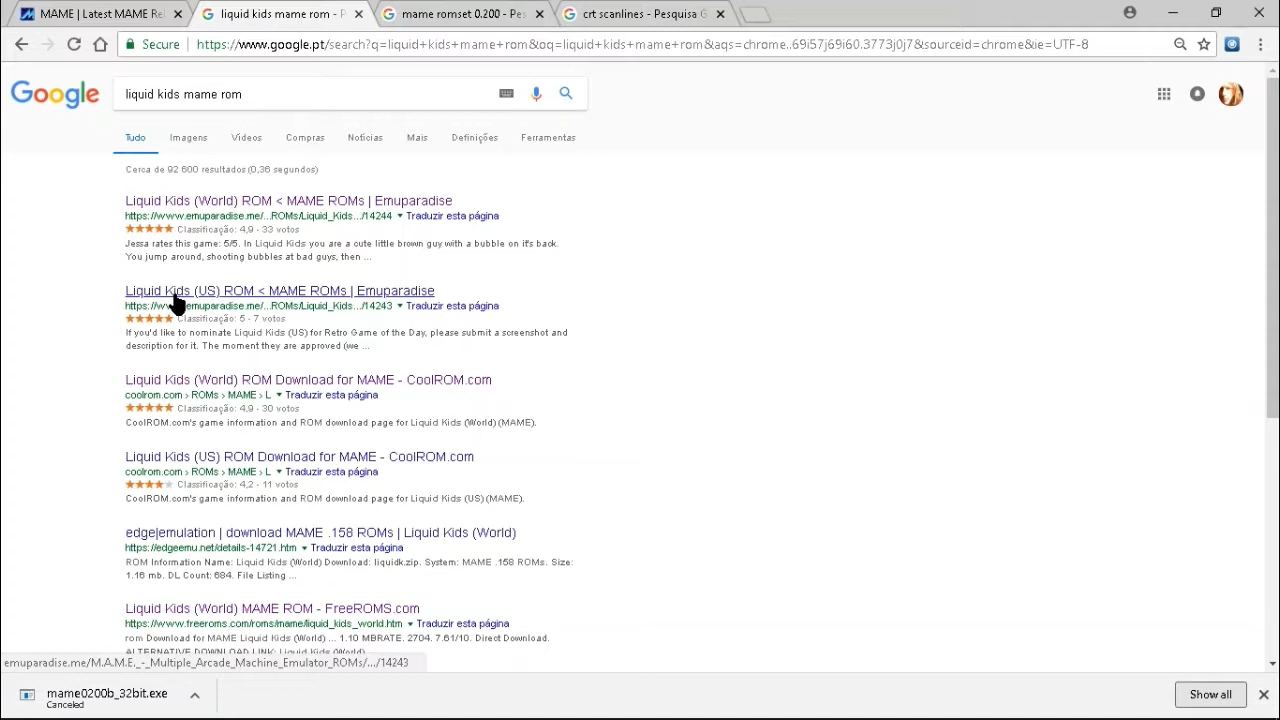 MAME | Latest MAME Rel
liquid kids mame rom - P
mame romset 0.200 - Pes
crt scanlines - Pesquisa G
Secure
https://www.google.pt/search?q=liquid+kids+mame+rom&oq=liquid+kids+mame+rom&aqs=chrome..69i57j69i60.3773j0j7&sourceid=chrome&ie=UTF-8
Google
liquid kids mame rom
Tudo Imagens Vídeos Compras Notícias Mais Definições Ferramentas
Cerca de 92 600 resultados (0,36 segundos)
Liquid Kids (World) ROM < MAME ROMs | Emuparadise
https://www.emuparadise.me/...ROMs/Liquid_Kids.../14244 Traduzir esta página
Classificação: 4,9 - 33 votos
Jessa rates this game: 5/5. In Liquid Kids you are a cute little brown guy with a bubble on it's back.
You jump around, shooting bubbles at bad guys, then ...
Liquid Kids (US) ROM < MAME ROMs | Emuparadise
https://www.emuparadise.me/...ROMs/Liquid_Kids.../14243 Traduzir esta página
Classificação: 5 - 7 votos
If you'd like to nominate Liquid Kids (US) for Retro Game of the Day, please submit a screenshot and
description for it. The moment they are approved (we ...
Liquid Kids (World) ROM Download for MAME - CoolROM.com
coolrom.com › ROMs › MAME › L Traduzir esta página
Classificação: 4,9 - 30 votos
CoolROM.com's game information and ROM download page for Liquid Kids (World) (MAME).
Liquid Kids (US) ROM Download for MAME - CoolROM.com
coolrom.com › ROMs › MAME › L Traduzir esta página
Classificação: 4,2 - 11 votos
CoolROM.com's game information and ROM download page for Liquid Kids (US) (MAME).
edge|emulation | download MAME .158 ROMs | Liquid Kids (World)
https://edgeemu.net/details-14721.htm Traduzir esta página
ROM Information Name: Liquid Kids (World) Download: liquidk.zip. System: MAME .158 ROMs. Size:
1.16 mb. DL Count: 684. File Listing ...
Liquid Kids (World) MAME ROM - FreeROMS.com
https://www.freeroms.com/roms/mame/liquid_kids_world.htm Traduzir esta página
rom Download for MAME Liquid Kids (World) ... 1.10 MBRATE. 2704. 7.61/10. Direct Download.
ALTERNATIVE DOWNLOAD LINK: Liquid Kids (World)
emuparadise.me/M.A.M.E._-_Multiple_Arcade_Machine_Emulator_ROMs/.../14243
mame0200b_32bit.exe
Canceled
Show all